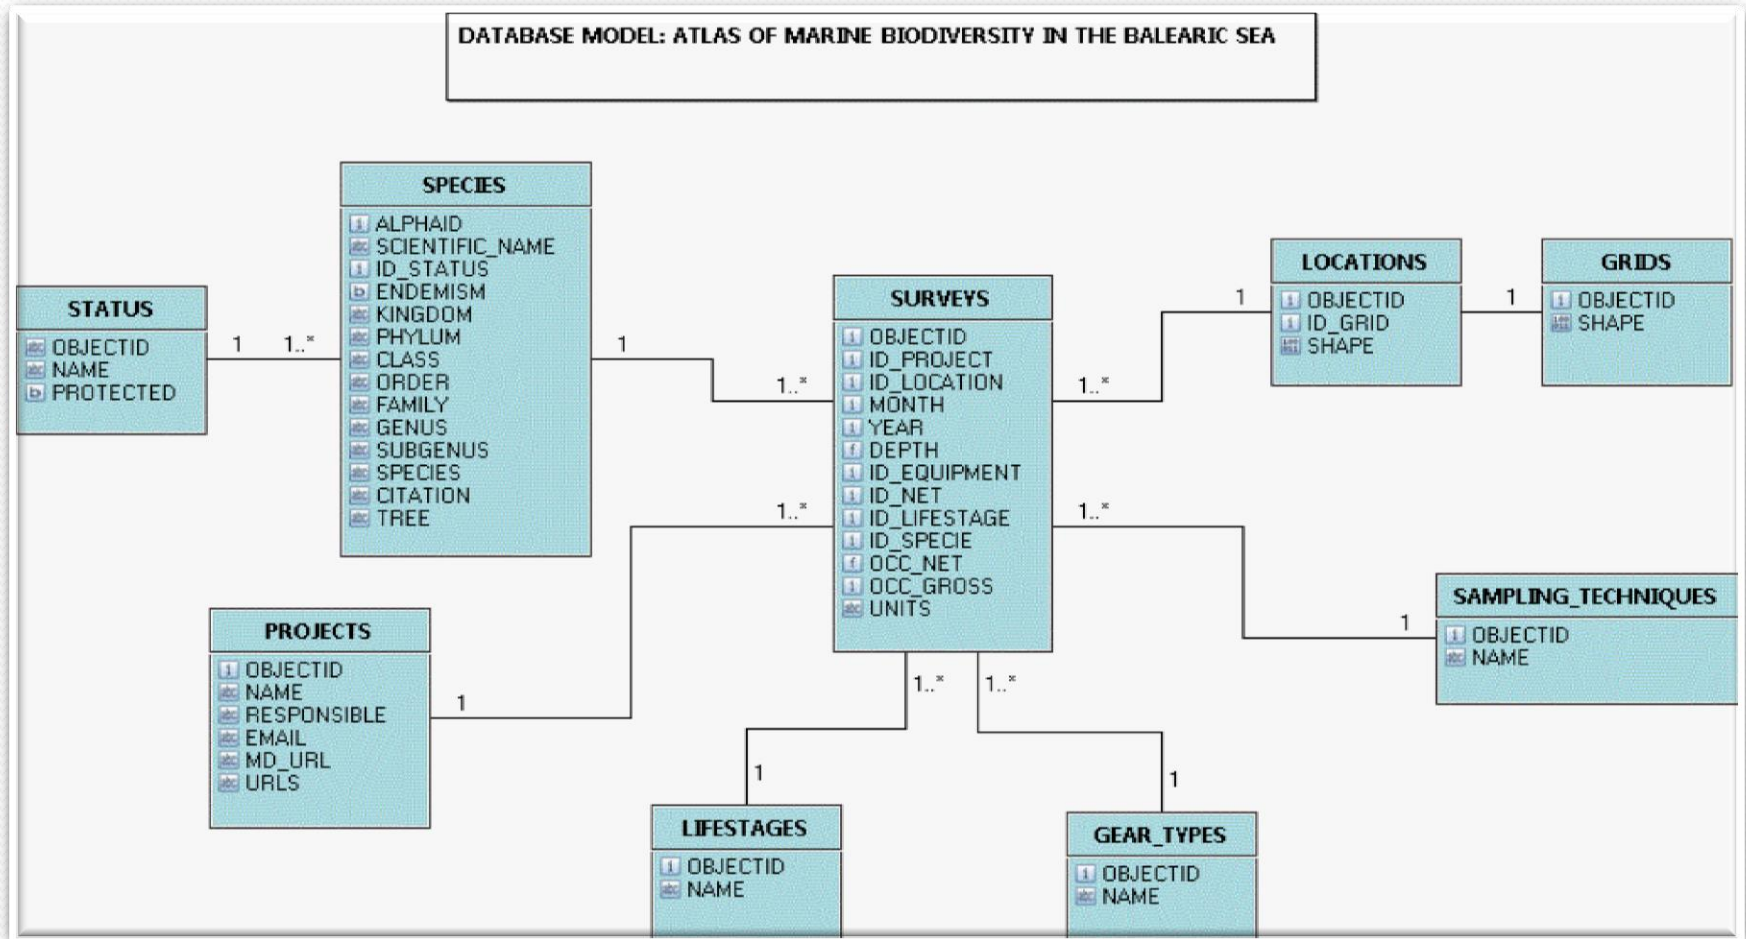 DATABASE MODEL: ATLAS OF MARINE BIODIVERSITY IN THE BALEARIC SEA
STATUS
OBJECTID
NAME
PROTECTED
1
1..*
SPECIES
ALPHAID
SCIENTIFIC_NAME
ID_STATUS
ENDEMISM
KINGDOM
PHYLUM
CLASS
ORDER
FAMILY
GENUS
SUBGENUS
SPECIES
CITATION
TREE
1
1..*
SURVEYS
OBJECTID
ID_PROJECT
ID_LOCATION
MONTH
YEAR
DEPTH
ID_EQUIPMENT
ID_NET
ID_LIFESTAGE
ID_SPECIE
OCC_NET
OCC_GROSS
UNITS
1..*
1
LOCATIONS
OBJECTID
ID_GRID
SHAPE
1
GRIDS
OBJECTID
SHAPE
PROJECTS
OBJECTID
NAME
RESPONSIBLE
EMAIL
MD_URL
URLS
1
1..*
1..*
1
SAMPLING_TECHNIQUES
OBJECTID
NAME
1..*
1
LIFESTAGES
OBJECTID
NAME
1..*
1
GEAR_TYPES
OBJECTID
NAME